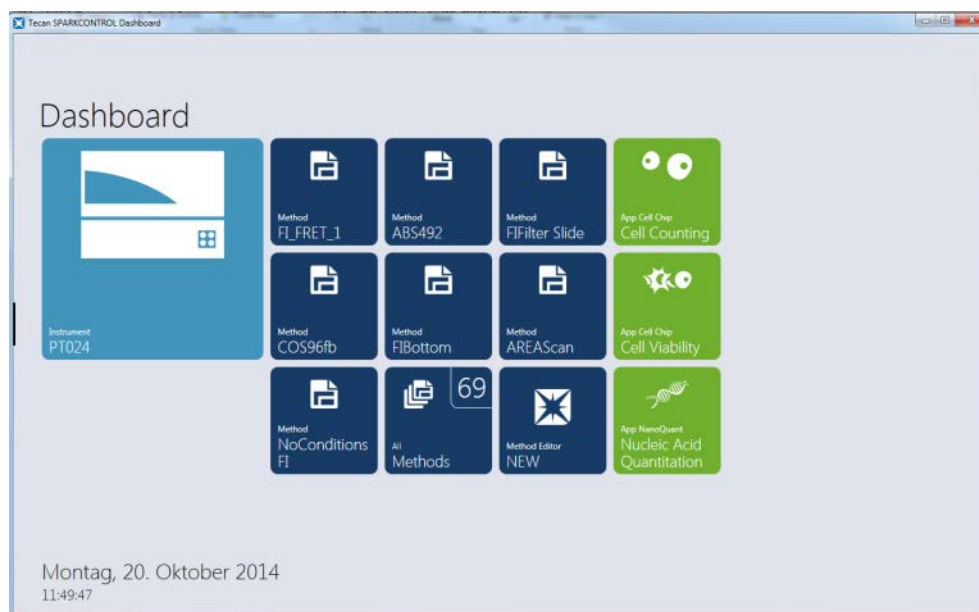 Tecan SPARKCONTROL Dashboard
Dashboard
Instrument
PT024
Method
FI_FRET_1
Method
ABS492
Method
FIFilter Slide
App Cell Chip
Cell Counting
Method
COS96fb
Method
FIBottom
Method
AREAScan
App Cell Chip
Cell Viability
Method
NoConditions
FI
69
All
Methods
Method Editor
NEW
App NanoQuant
Nucleic Acid
Quantitation
Montag, 20. Oktober 2014
11:49:47